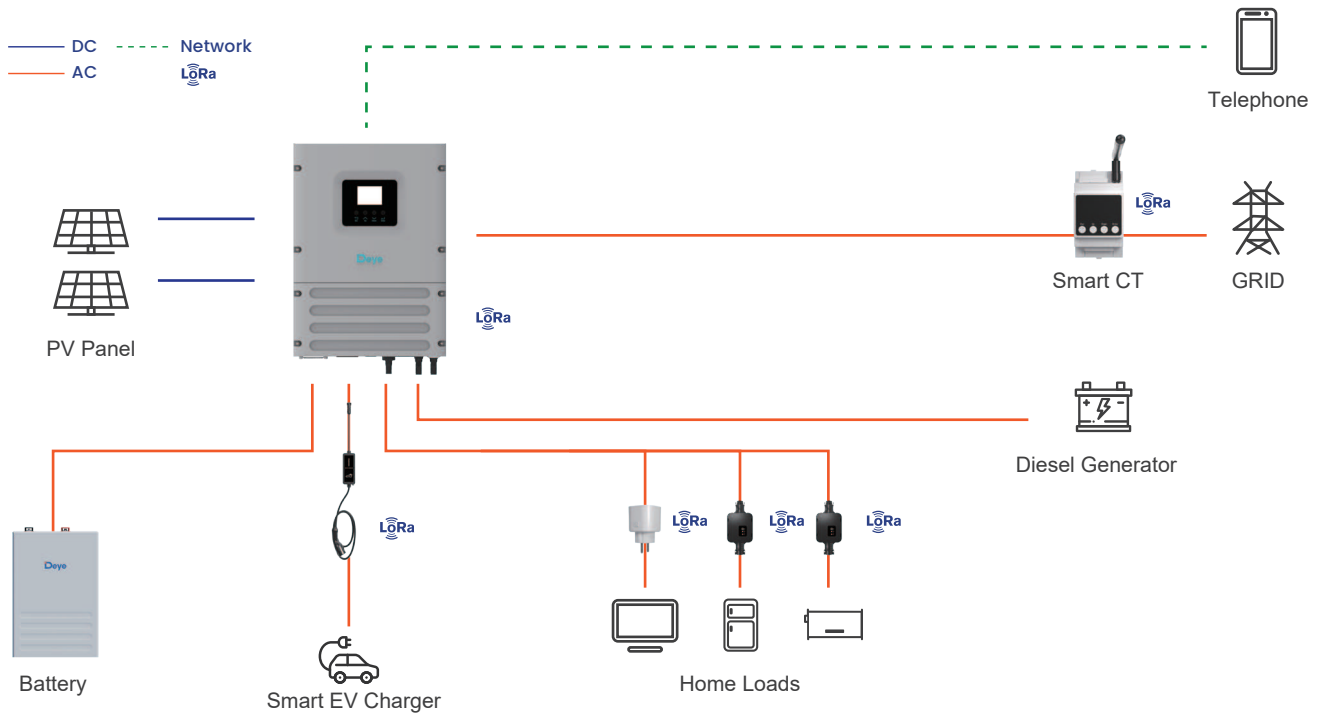 DC
Network
AC
LoRa
Telephone
LoRa
Deye
Smart CT
GRID
LoRa
PV Panel
Diesel Generator
LoRa
LoRa
LoRa
LoRa
Deye
Battery
Smart EV Charger
Home Loads